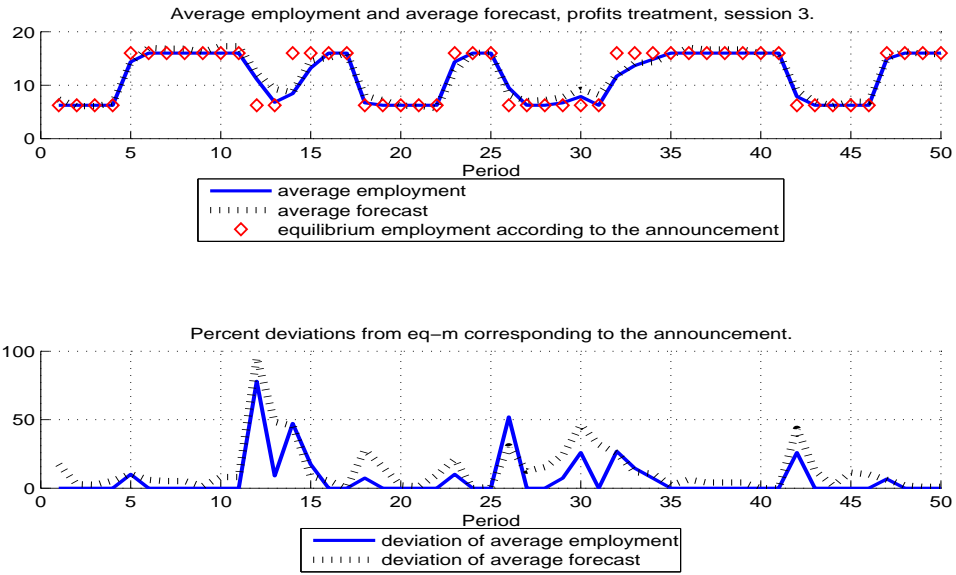 Average employment and average forecast, profits treatment, session 3.
20
10
0
0 5 10 15 20 25 30 35 40 45 50
Period
average employment
average forecast
equilibrium employment according to the announcement
Percent deviations from eq−m corresponding to the announcement.
100
50
0
0 5 10 15 20 25 30 35 40 45 50
Period
deviation of average employment
deviation of average forecast